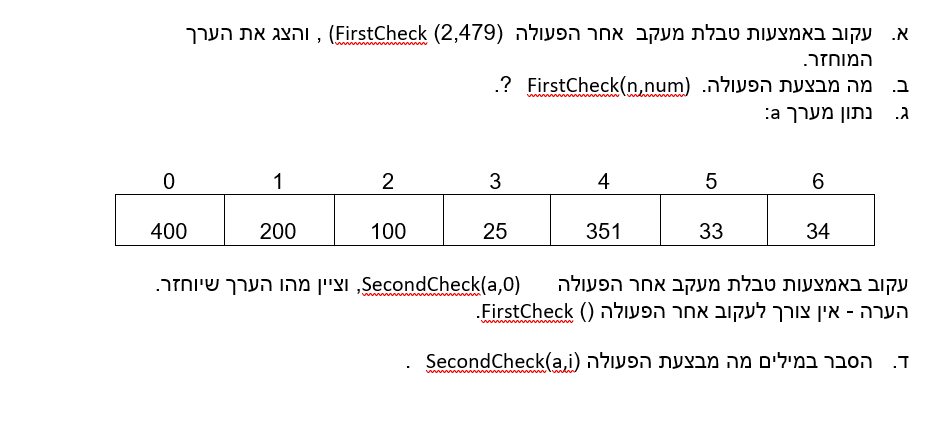 א. עקוב באמצעות טבלת מעקב אחר הפעולה FirstCheck (2,479)) , והצג את הערך
המוחזר.
ב. מה מבצעת הפעולה. FirstCheck(n,num) ?.
ג. נתון מערך a:
0 1 2 3 4 5 6
400 200 100 25 351 33 34
עקוב באמצעות טבלת מעקב אחר הפעולה SecondCheck(a,0), וציין מהו הערך שיוחזר.
הערה - אין צורך לעקוב אחר הפעולה FirstCheck ().
ד. הסבר במילים מה מבצעת הפעולה SecondCheck(a,i) .